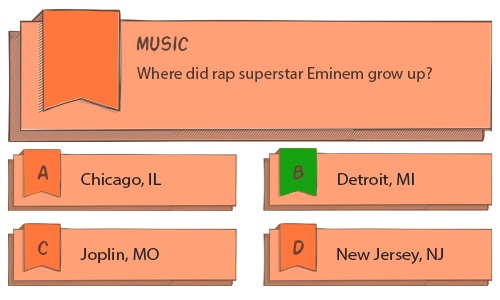 MUSIC
Where did rap superstar Eminem grow up?
A Chicago, IL
B Detroit, MI
C Joplin, MO
D New Jersey, NJ